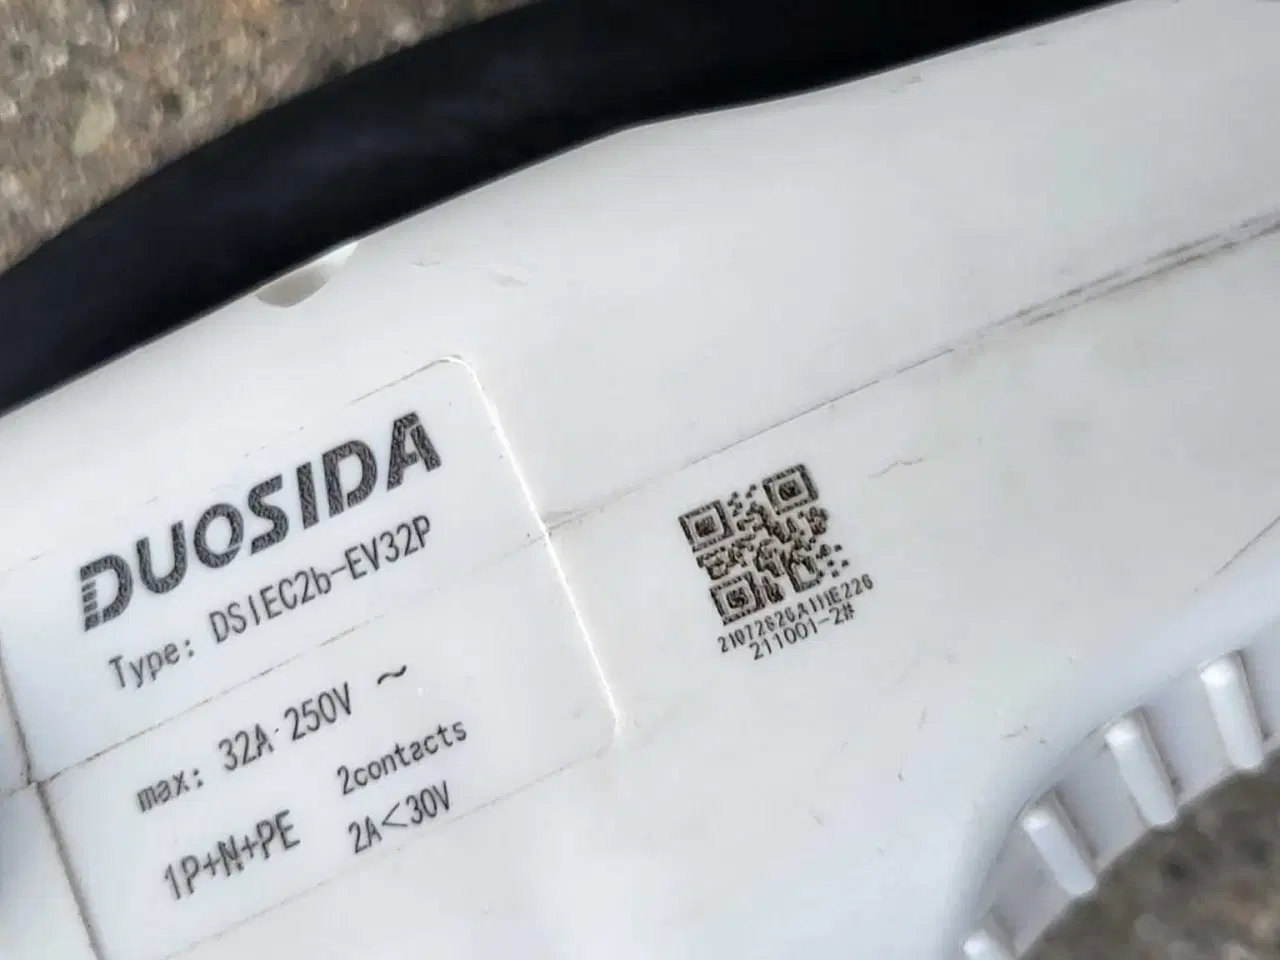 DUOSIDA
Type: DSIEC2b-EV32P
max: 32A 250V ~
1P+N+PE 2contacts
2A<30V
211001-2#